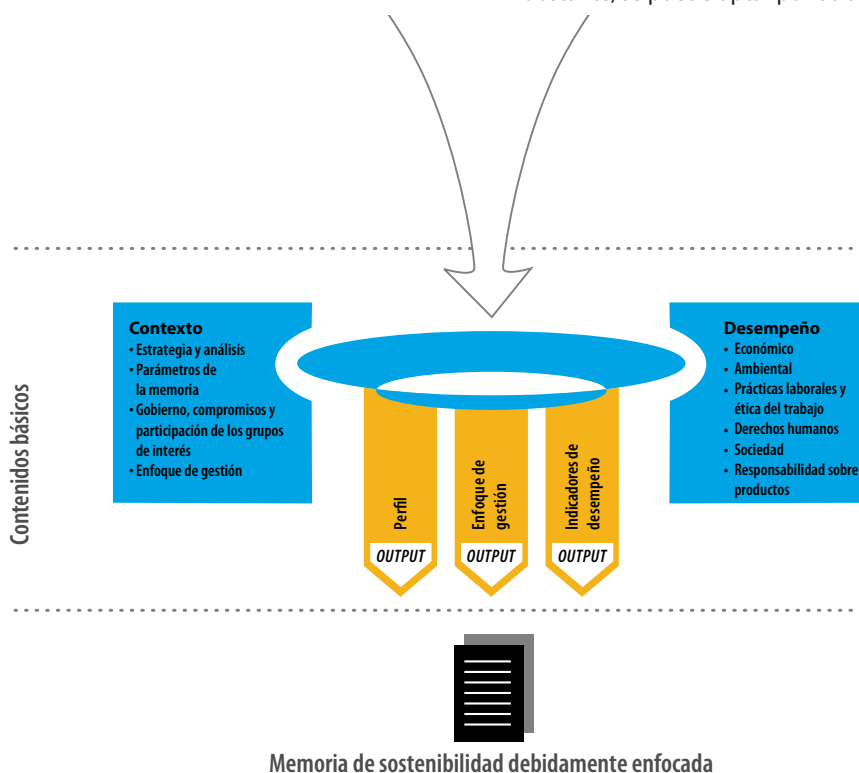 Contenidos básicos
Contexto
• Estrategia y análisis
• Parámetros de
la memoria
• Gobierno, compromisos y
participación de los grupos
de interés
• Enfoque de gestión
Perfil
OUTPUT
Enfoque de
gestión
OUTPUT
Indicadores de
desempeño
OUTPUT
Desempeño
• Económico
• Ambiental
• Prácticas laborales y
ética del trabajo
• Derechos humanos
• Sociedad
• Responsabilidad sobre
productos
Memoria de sostenibilidad debidamente enfocada